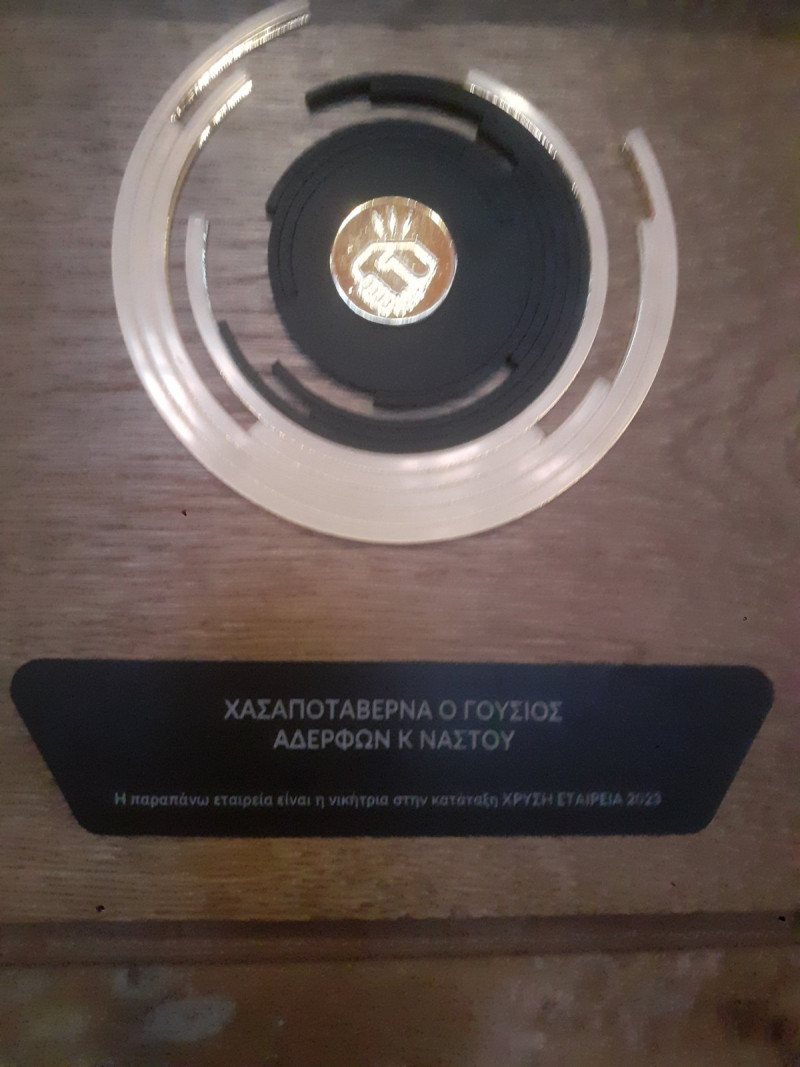 ΧΑΣΑΠΟΤΑΒΕΡΝΑ Ο ΓΟΥΣΙΟΣ
ΑΔΕΡΦΩΝ Κ ΝΑΣΤΟΥ
Η παραπάνω εταιρεία είναι η νικήτρια στην κατάταξη ΧΡΥΣΗ ΕΤΑΙΡΕΙΑ 2023